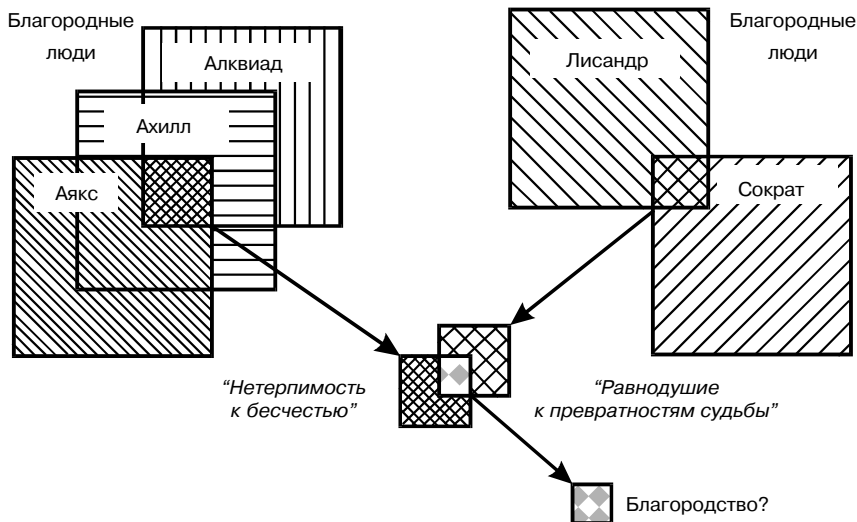 Благородные
люди
Алквиад
Ахилл
Аякс
Лисандр
Благородные
люди
Сократ
“Нетерпимость
к бесчестью”
“Равнодушие
к превратностям судьбы”
Благородство?